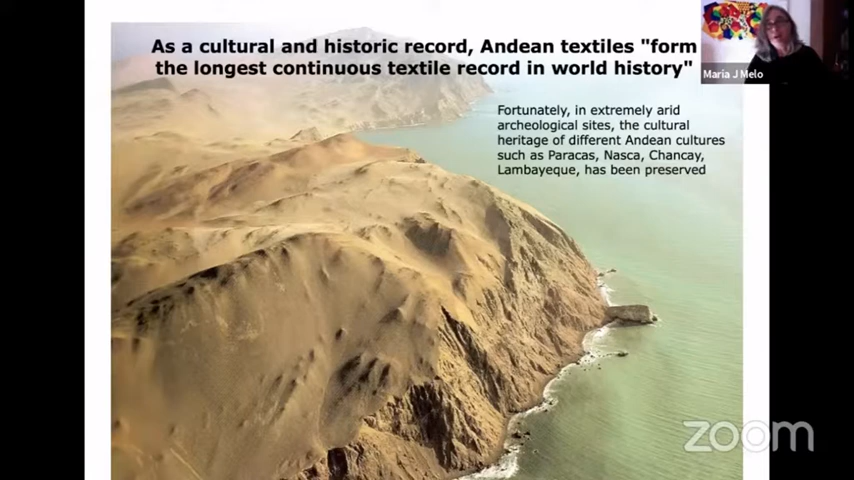 As a cultural and historic record, Andean textiles "form
the longest continuous textile record in world history"
Maria J Melo
Fortunately, in extremely arid
archeological sites, the cultural
heritage of different Andean cultures
such as Paracas, Nasca, Chancay,
Lambayeque, has been preserved
zoom